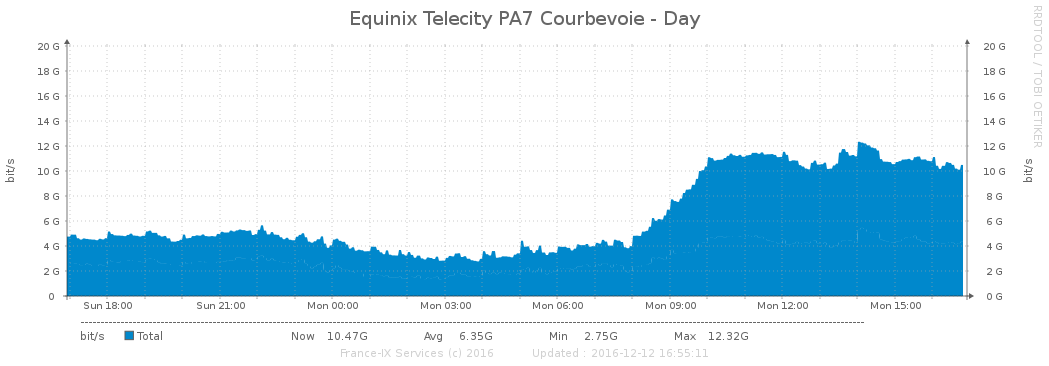 Equinix Telecity PA7 Courbevoie - Day
RRDTOOL / TOBI OETIKER
bit/s
20 G
18 G
16 G
14 G
12 G
10 G
8 G
6 G
4 G
2 G
0
20 G
18 G
16 G
14 G
12 G
10 G
8 G
6 G
4 G
2 G
0 G
bit/s
Sun 18:00 Sun 21:00 Mon 00:00 Mon 03:00 Mon 06:00 Mon 09:00 Mon 12:00 Mon 15:00
bit/s Total Now 10.47G Avg 6.35G Min 2.75G Max 12.32G
France-IX Services (c) 2016 Updated : 2016-12-12 16:55:11